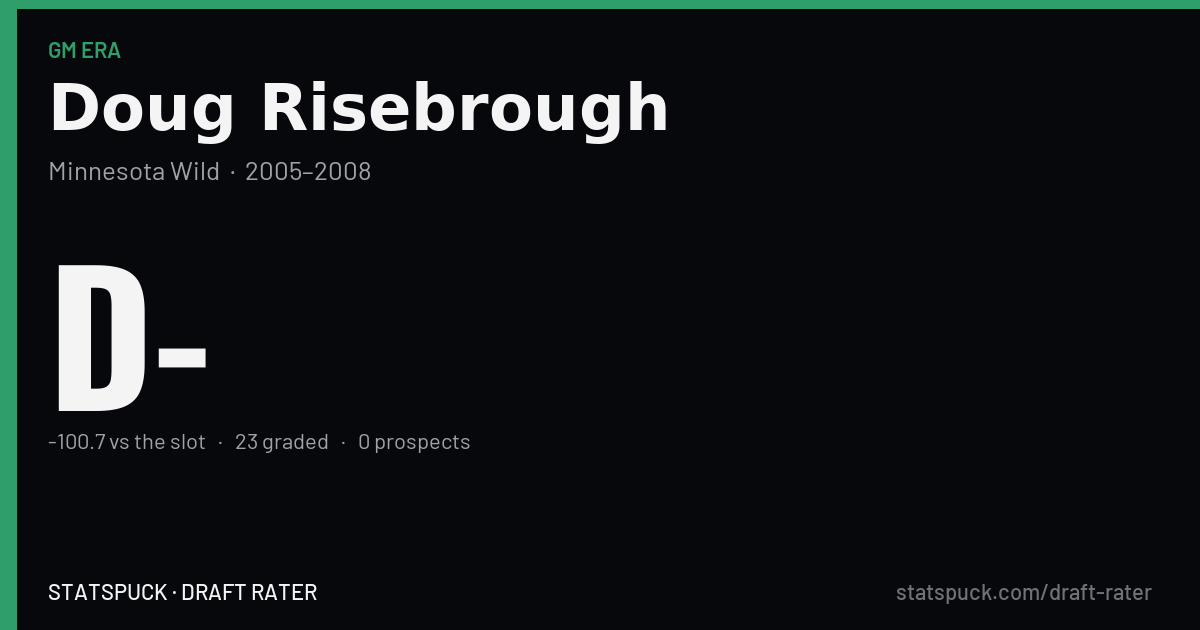 GM ERA
Doug Risebrough
Minnesota Wild · 2005–2008
D-
-100.7 vs the slot · 23 graded · 0 prospects
STATSPUCK · DRAFT RATER
statspuck.com/draft-rater